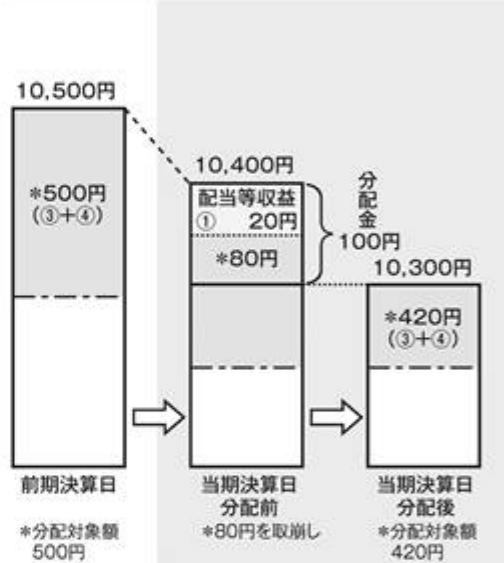 10,500円
*500円
(③+④)
前期決算日
*分配対象額
500円
10,400円
配当等収益
① 20円
*80円
分配金
100円
当期決算日
分配前
*80円を取崩し
10,300円
*420円
(③+④)
当期決算日
分配後
*分配対象額
420円